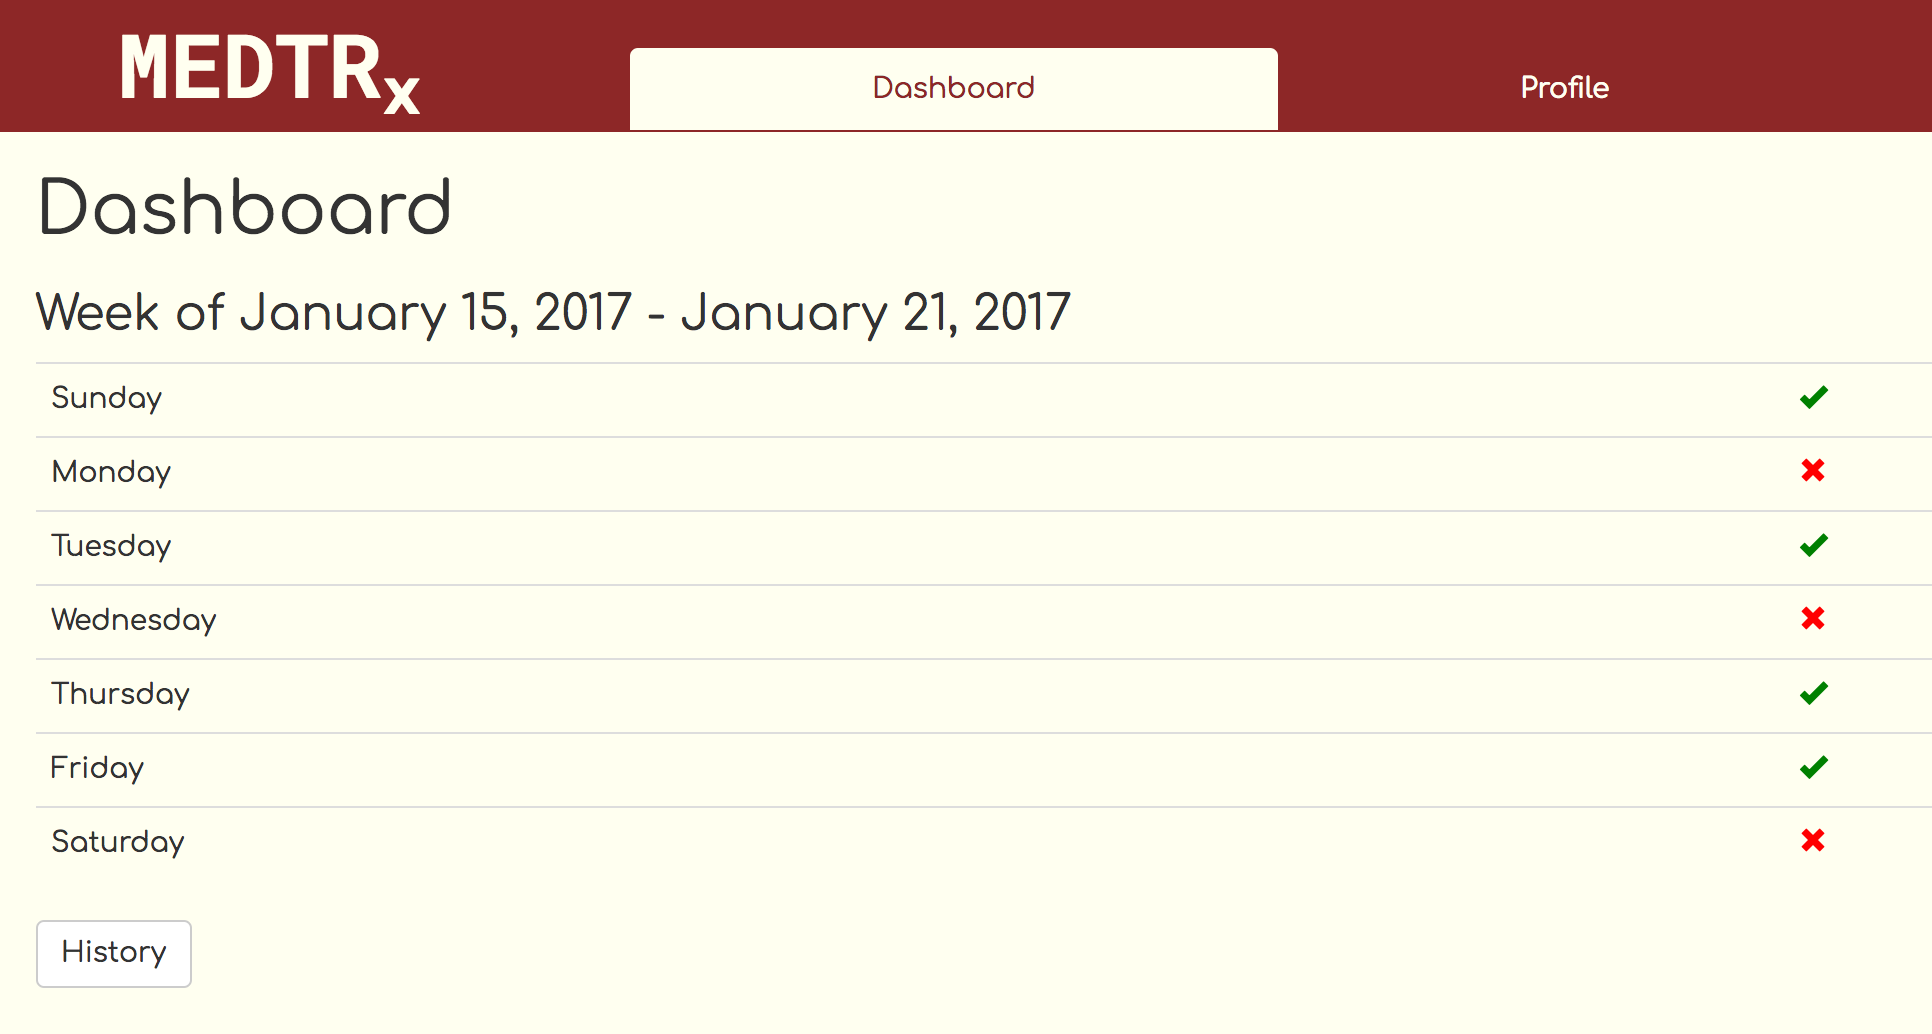 MEDTRx
Dashboard
Profile
Dashboard
Week of January 15, 2017 - January 21, 2017
Sunday
Monday
Tuesday
Wednesday
Thursday
Friday
Saturday
History